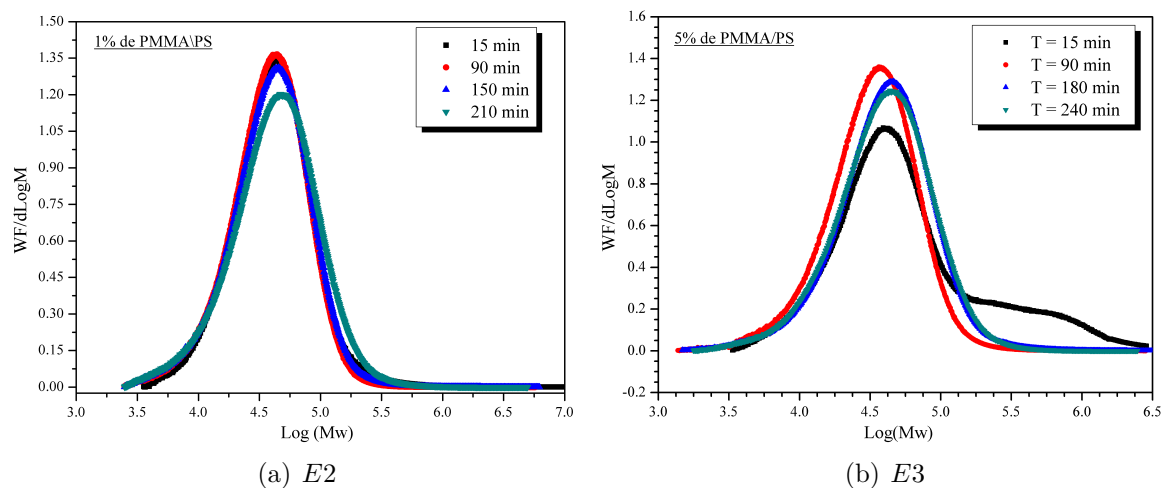 1% de PMMA\PS
15 min
90 min
150 min
210 min
WF/dLogM
1.50
1.35
1.20
1.05
0.90
0.75
0.60
0.45
0.30
0.15
0.00
3.0 3.5 4.0 4.5 5.0 5.5 6.0 6.5 7.0
Log (Mw)
(a) E2
5% de PMMA/PS
T = 15 min
T = 90 min
T = 180 min
T = 240 min
WF/dLogM
1.6
1.4
1.2
1.0
0.8
0.6
0.4
0.2
0.0
-0.2
3.0 3.5 4.0 4.5 5.0 5.5 6.0 6.5
Log(Mw)
(b) E3